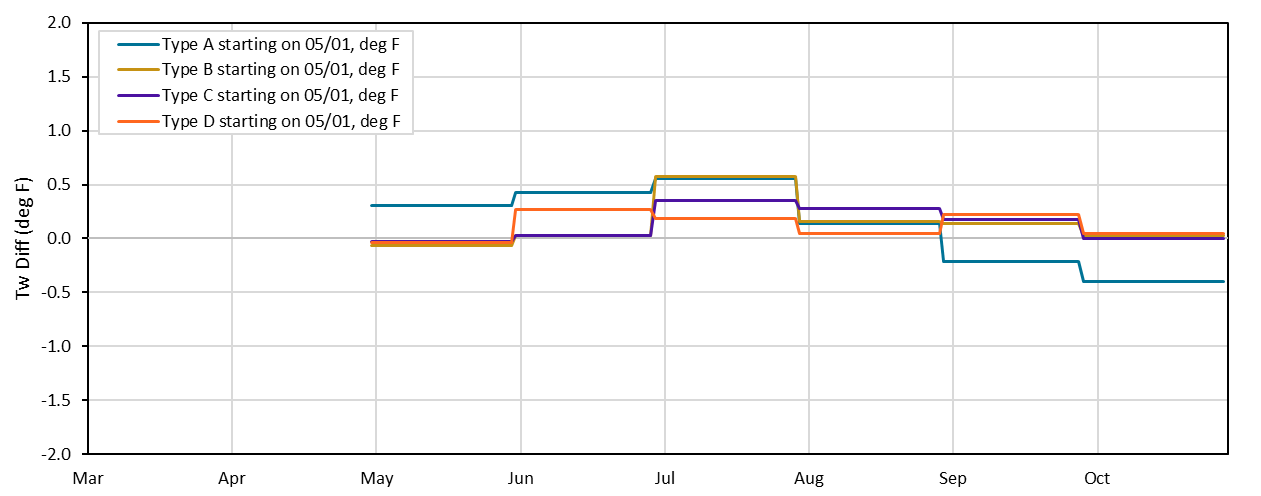 2.0
1.5
1.0
0.5
0.0
-0.5
-1.0
-1.5
-2.0
Tw Diff (deg F)
Type A starting on 05/01, deg F
Type B starting on 05/01, deg F
Type C starting on 05/01, deg F
Type D starting on 05/01, deg F
Mar Apr May Jun Jul Aug Sep Oct